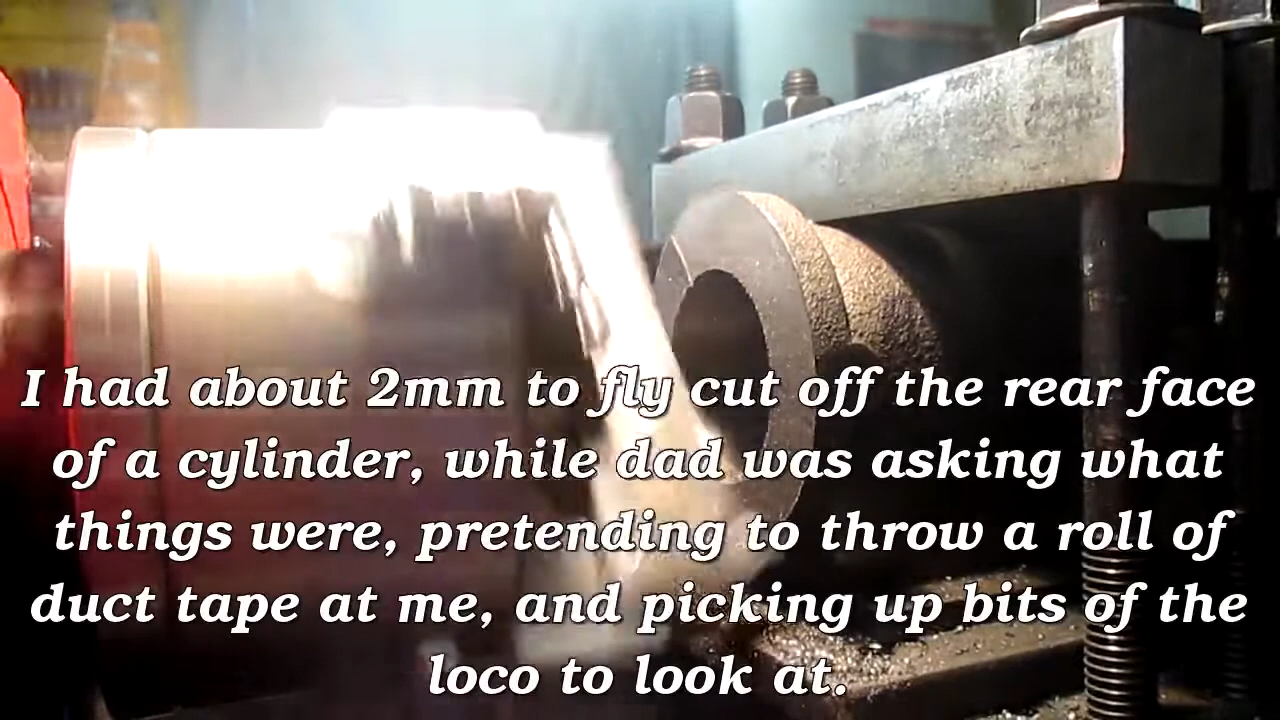 I had about 2mm to fly cut off the rear face
of a cylinder, while dad was asking what
things were, pretending to throw a roll of
duct tape at me, and picking up bits of the
loco to look at.